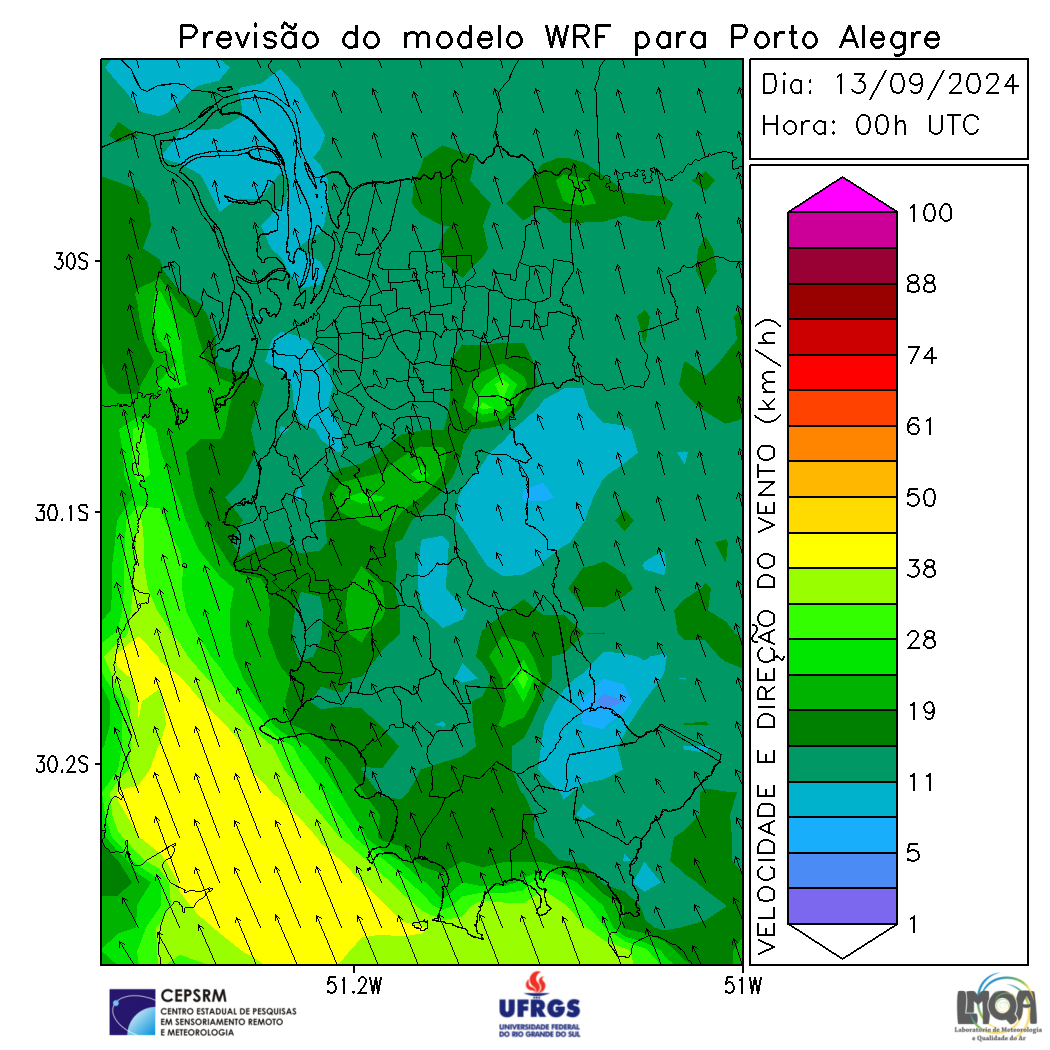 Previsão do modelo WRF para Porto Alegre
Dia: 13/09/2024
Hora: 00h UTC
30S
30.1S
30.2S
51.2W
51W
VELOCIDADE E DIREÇÃO DO VENTO (km/h)
100
88
74
61
50
38
28
19
11
5
1
CEPSRM
CENTRO ESTADUAL DE PESQUISAS
EM SENSORIAMENTO REMOTO
E METEOROLOGIA
UFRGS
UNIVERSIDADE FEDERAL
DO RIO GRANDE DO SUL
LMQA
Laboratório de Meteorologia
e Qualidade do Ar